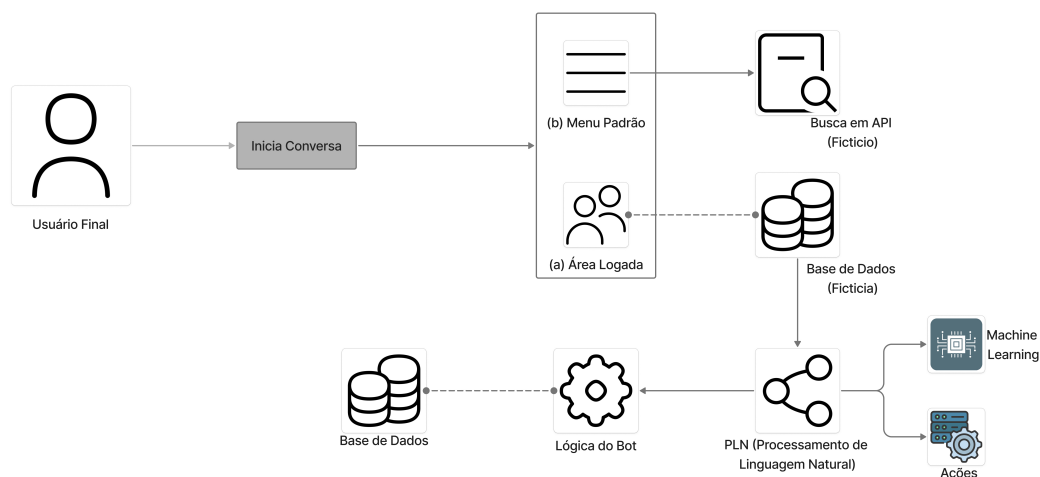 (b) Menu Padrão
Busca em API
(Ficticio)
Inicia Conversa
Usuário Final
(a) Área Logada
Base de Dados
(Ficticia)
Machine
Learning
Base de Dados
Lógica do Bot
PLN (Processamento de
Linguagem Natural)
Ações